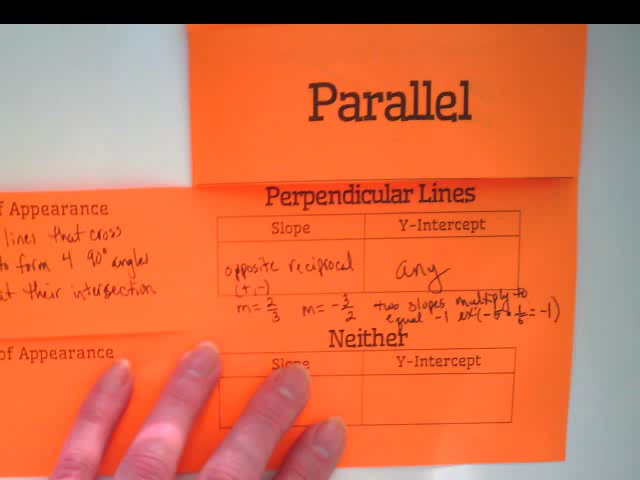 Parallel
f Appearance
lines that cross
to form 4 90° angles
at their intersection
Perpendicular Lines
Slope Y-Intercept
opposite reciprocal any
(+,-)
m = 2/3 m = -3/2 two slopes multiply to
equal -1 ex:
of Appearance
Neither
Slope Y-Intercept